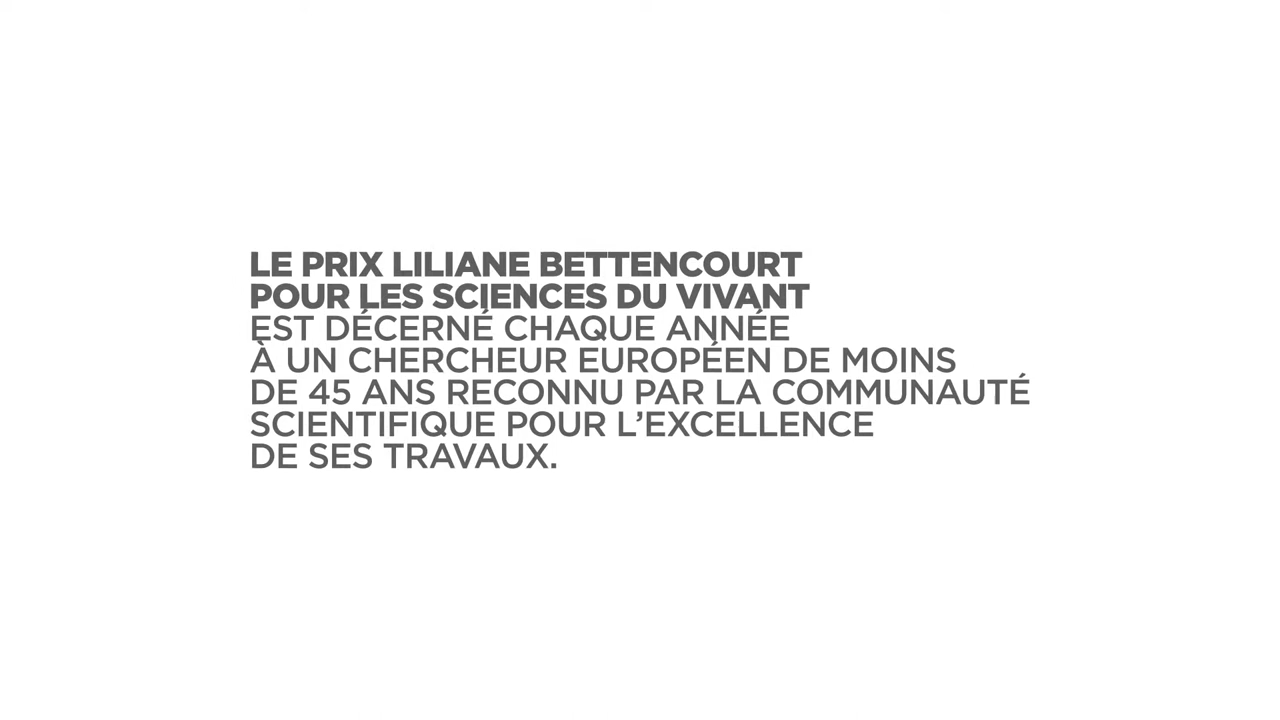 LE PRIX LILIANE BETTENCOURT
POUR LES SCIENCES DU VIVANT
EST DÉCERNÉ CHAQUE ANNÉE
À UN CHERCHEUR EUROPÉEN DE MOINS
DE 45 ANS RECONNU PAR LA COMMUNAUTÉ
SCIENTIFIQUE POUR L’EXCELLENCE
DE SES TRAVAUX.